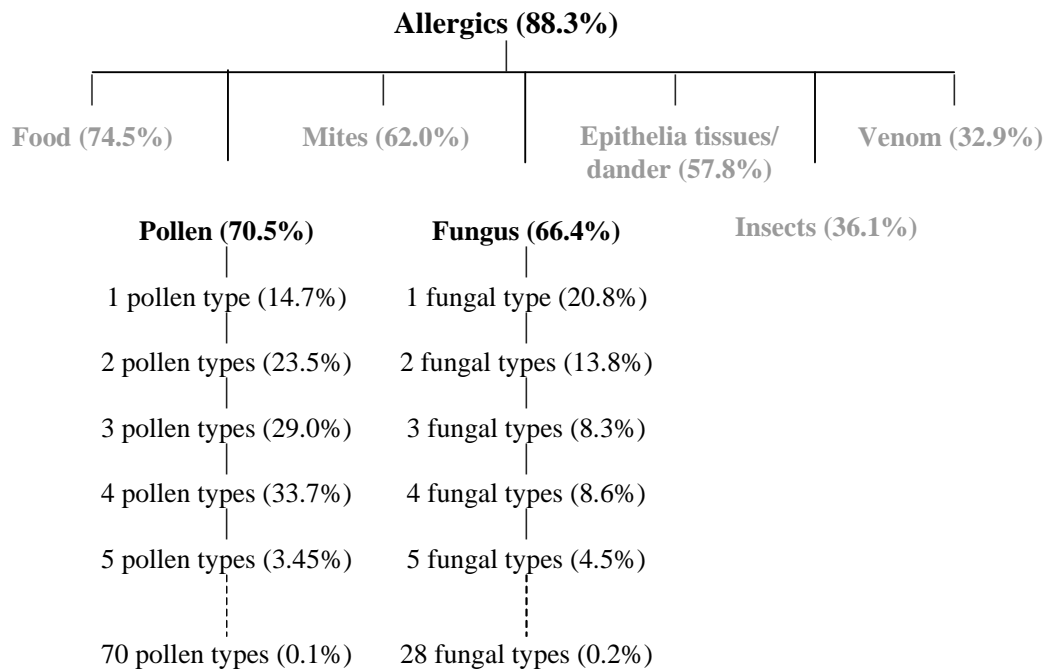 Allergics (88.3%)
Food (74.5%)
Mites (62.0%)
Epithelia tissues/
dander (57.8%)
Venom (32.9%)
Pollen (70.5%)
Fungus (66.4%)
Insects (36.1%)
1 pollen type (14.7%)
1 fungal type (20.8%)
2 pollen types (23.5%)
2 fungal types (13.8%)
3 pollen types (29.0%)
3 fungal types (8.3%)
4 pollen types (33.7%)
4 fungal types (8.6%)
5 pollen types (3.45%)
5 fungal types (4.5%)
70 pollen types (0.1%)
28 fungal types (0.2%)